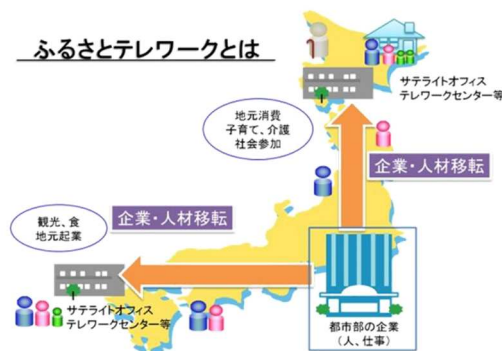 ふるさとテレワークとは
サテライトオフィス
テレワークセンター等
地元消費
子育て、介護
社会参加
企業・人材移転
企業・人材移転
観光、食
地元起業
サテライトオフィス
テレワークセンター等
都市部の企業
(人、仕事)